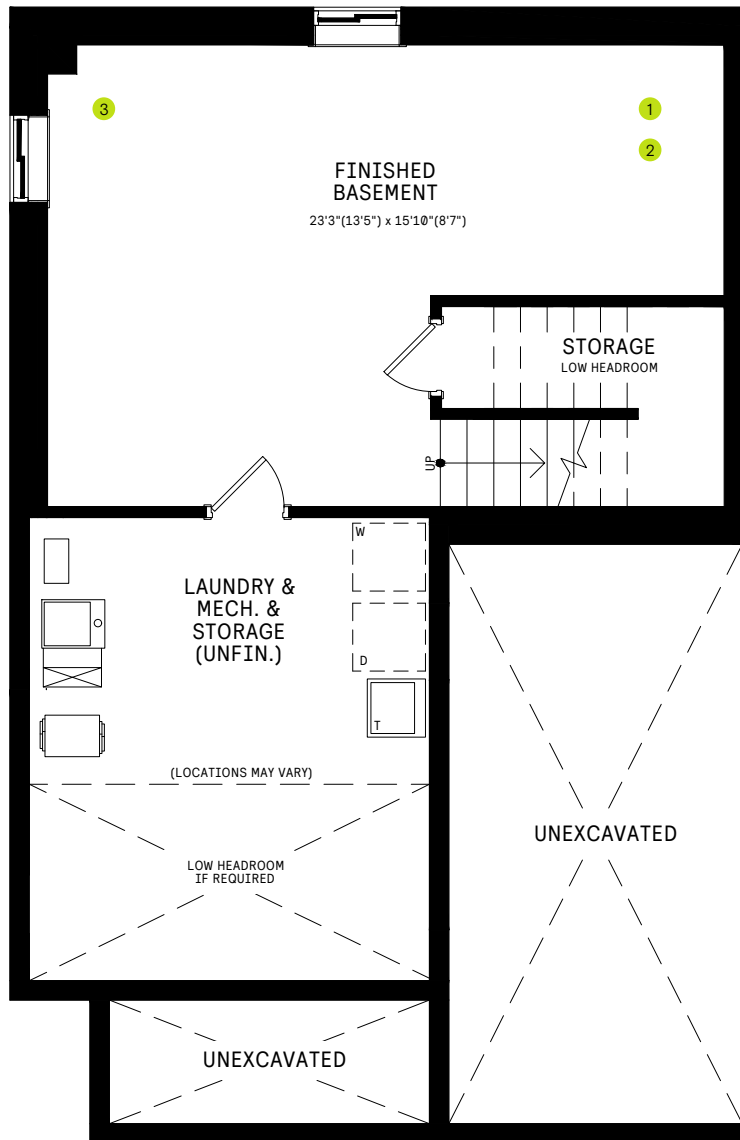 3
1
2
FINISHED
BASEMENT
23'3"(13'5") x 15'10"(8'7")
STORAGE
LOW HEADROOM
UP
W
LAUNDRY &
MECH. &
STORAGE
(UNFIN.)
D
T
(LOCATIONS MAY VARY)
UNEXCAVATED
LOW HEADROOM
IF REQUIRED
UNEXCAVATED